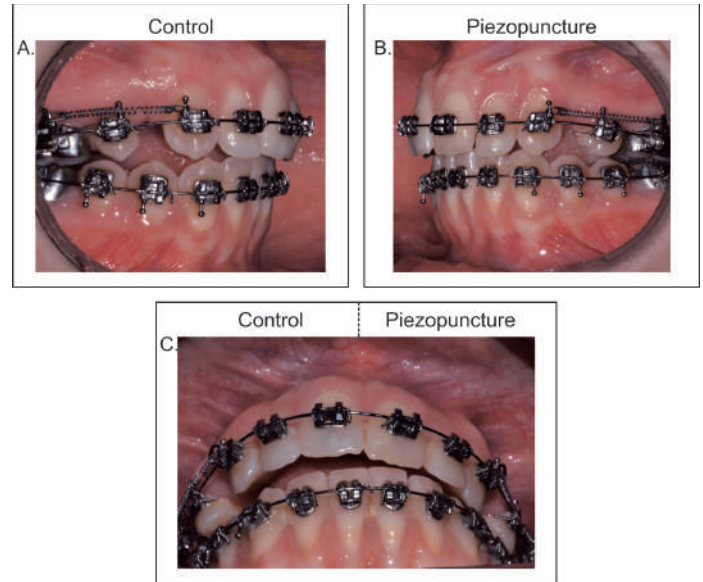 Control
A.
Piezopuncture
B.
Control
Piezopuncture
C.